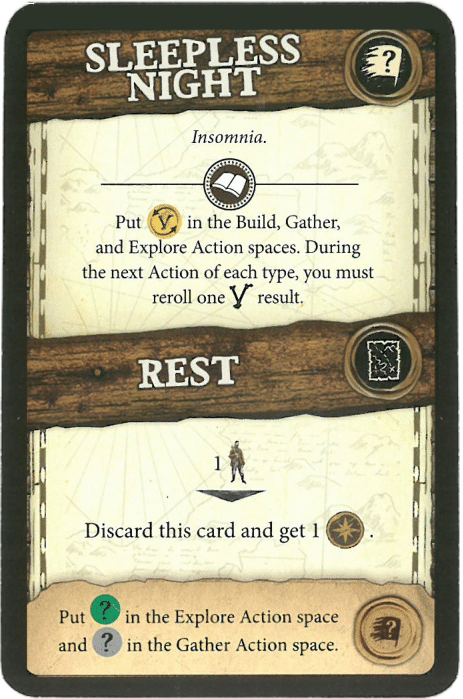 SLEEPLESS
NIGHT
?
Insomnia.
Put in the Build, Gather,
and Explore Action spaces. During
the next Action of each type, you must
reroll one result.
REST
1
Discard this card and get 1 .
Put ? in the Explore Action space
and ? in the Gather Action space.
?